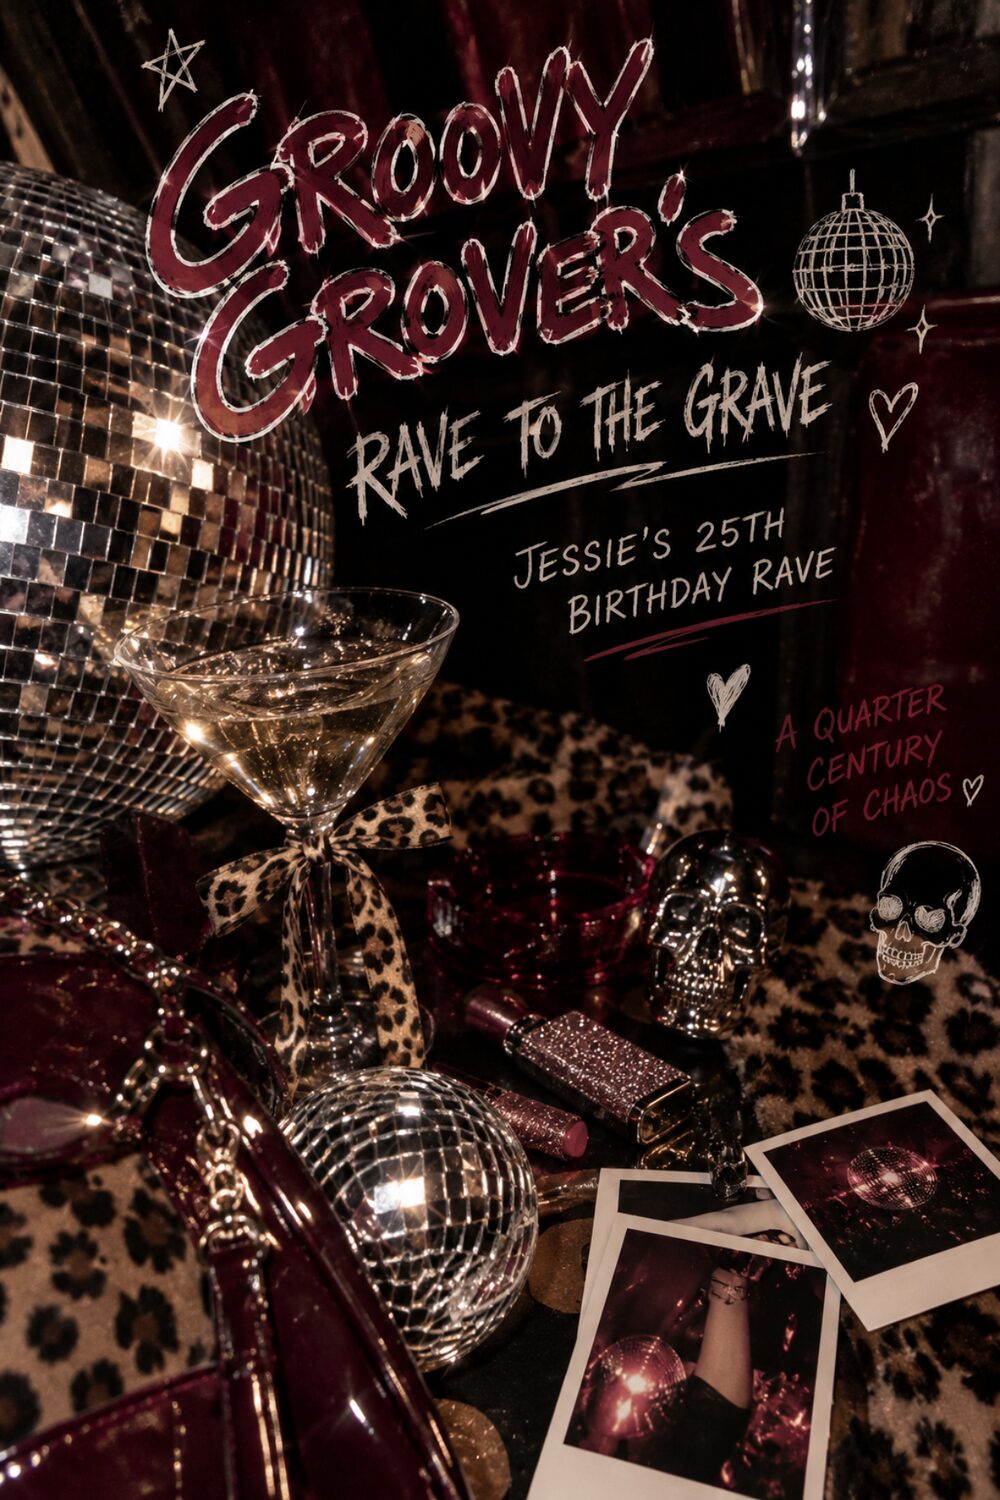 GROOVY
GROVER'S
RAVE TO THE GRAVE
JESSIE'S 25TH
BIRTHDAY RAVE
A QUARTER
CENTURY
OF CHAOS